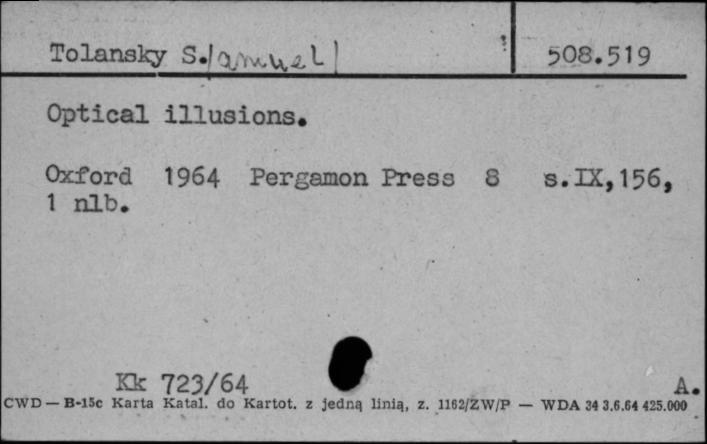 Tolansky S./amuel/ 508.519
Optical illusions.
Oxford 1964 Pergamon Press 8 s.IX,156,
1 nlb.
Kk 723/64 A.
CWD — B-15c Karta Katal. do Kartot. z jedną linią, z. 1162/ZW/P — WDA 34 3.6.64 425.000